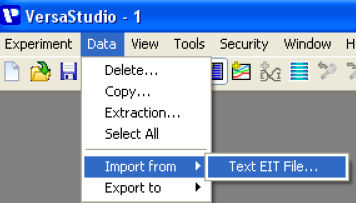 VersaStudio - 1
Experiment Data View Tools Security Window H
Delete...
Copy...
Extraction...
Select All
Import from Text EIT File...
Export to